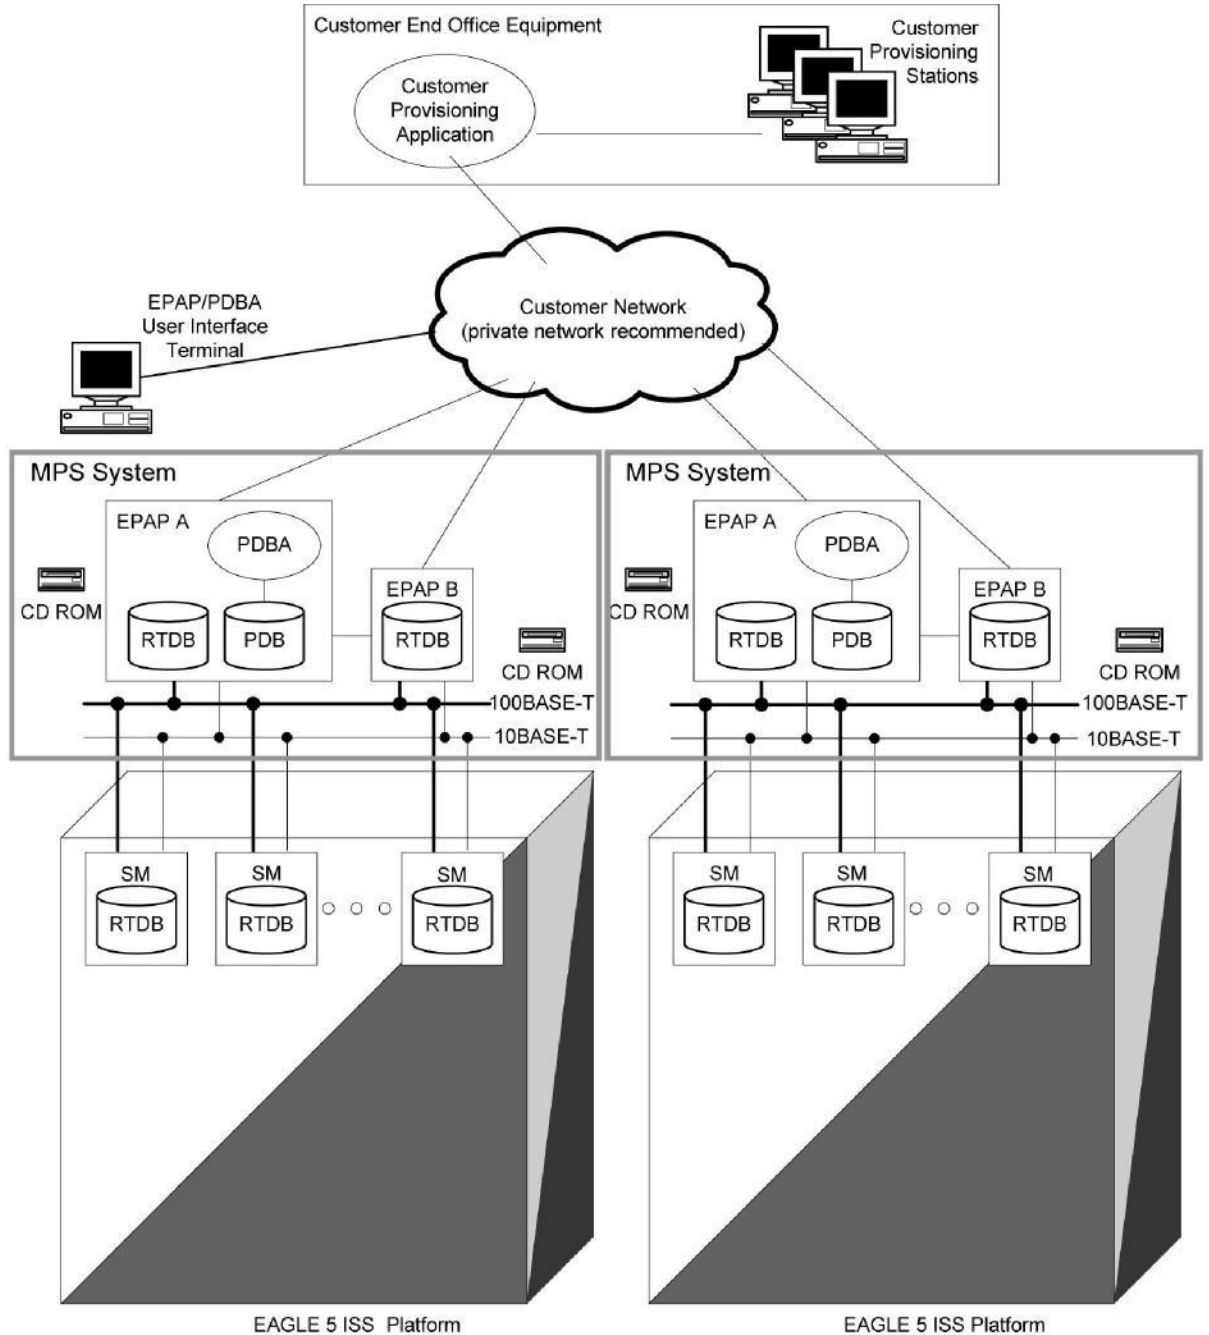 Customer End Office Equipment
Customer
Provisioning
Stations
Customer
Provisioning
Application
Customer Network
(private network recommended)
EPAP/PDBA
User Interface
Terminal
MPS System
EPAP A
PDBA
EPAP B
CD ROM
RTDB
PDB
RTDB
CD ROM
100BASE-T
10BASE-T
SM
RTDB
SM
RTDB
SM
RTDB
EAGLE 5 ISS Platform
MPS System
EPAP A
PDBA
EPAP B
CD ROM
RTDB
PDB
RTDB
CD ROM
100BASE-T
10BASE-T
SM
RTDB
SM
RTDB
SM
RTDB
EAGLE 5 ISS Platform